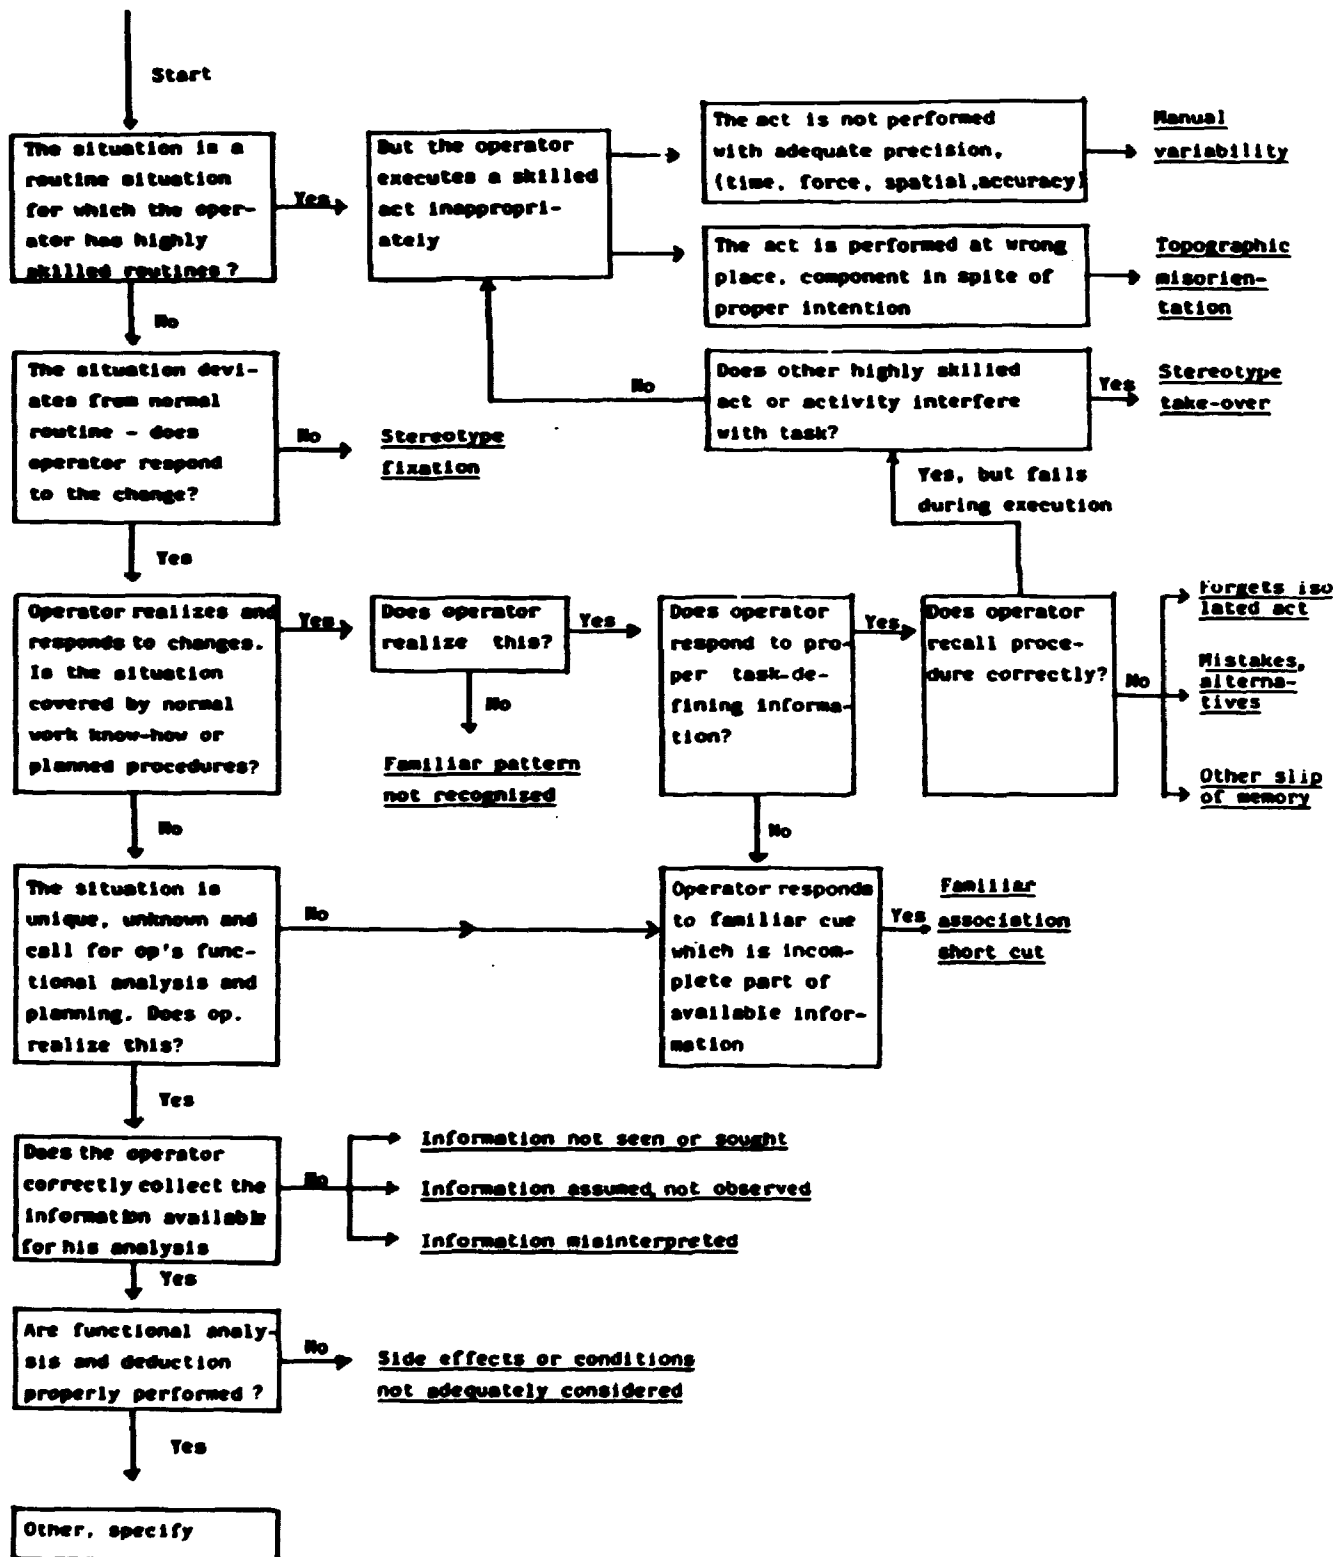 Start
The situation is a
routine situation
for which the oper-
ator has highly
skilled routines?
Yes
But the operator
executes a skilled
act inappropri-
ately
The act is not performed
with adequate precision,
(time, force, spatial,accuracy)
Manual
variability
The act is performed at wrong
place, component in spite of
proper intention
Topographic
misorien-
tation
No
The situation devi-
ates from normal
routine - does
operator respond
to the change?
No
Stereotype
fixation
No
Does other highly skilled
act or activity interfere
with task?
Yes
Stereotype
take-over
Yes, but fails
during execution
Yes
Operator realizes and
responds to changes.
Is the situation
covered by normal
work know-how or
planned procedures?
Yes
Does operator
realize this?
No
Familiar pattern
not recognized
Yes
Does operator
respond to pro-
per task-de-
fining informa-
tion?
Yes
Does operator
recall proce-
dure correctly?
No
Forgets iso
lated act
Mistakes,
alterna-
tives
Other slip
of memory
No
No
The situation is
unique, unknown and
call for op's func-
tional analysis and
planning. Does op.
realize this?
No
Operator responds
to familiar cue
which is incom-
plete part of
available infor-
mation
Yes
Familiar
association
short cut
Yes
Does the operator
correctly collect the
information available
for his analysis
No
Information not seen or sought
Information assumed, not observed
Information misinterpreted
Yes
Are functional analy-
sis and deduction
properly performed ?
No
Side effects or conditions
not adequately considered
Yes
Other, specify